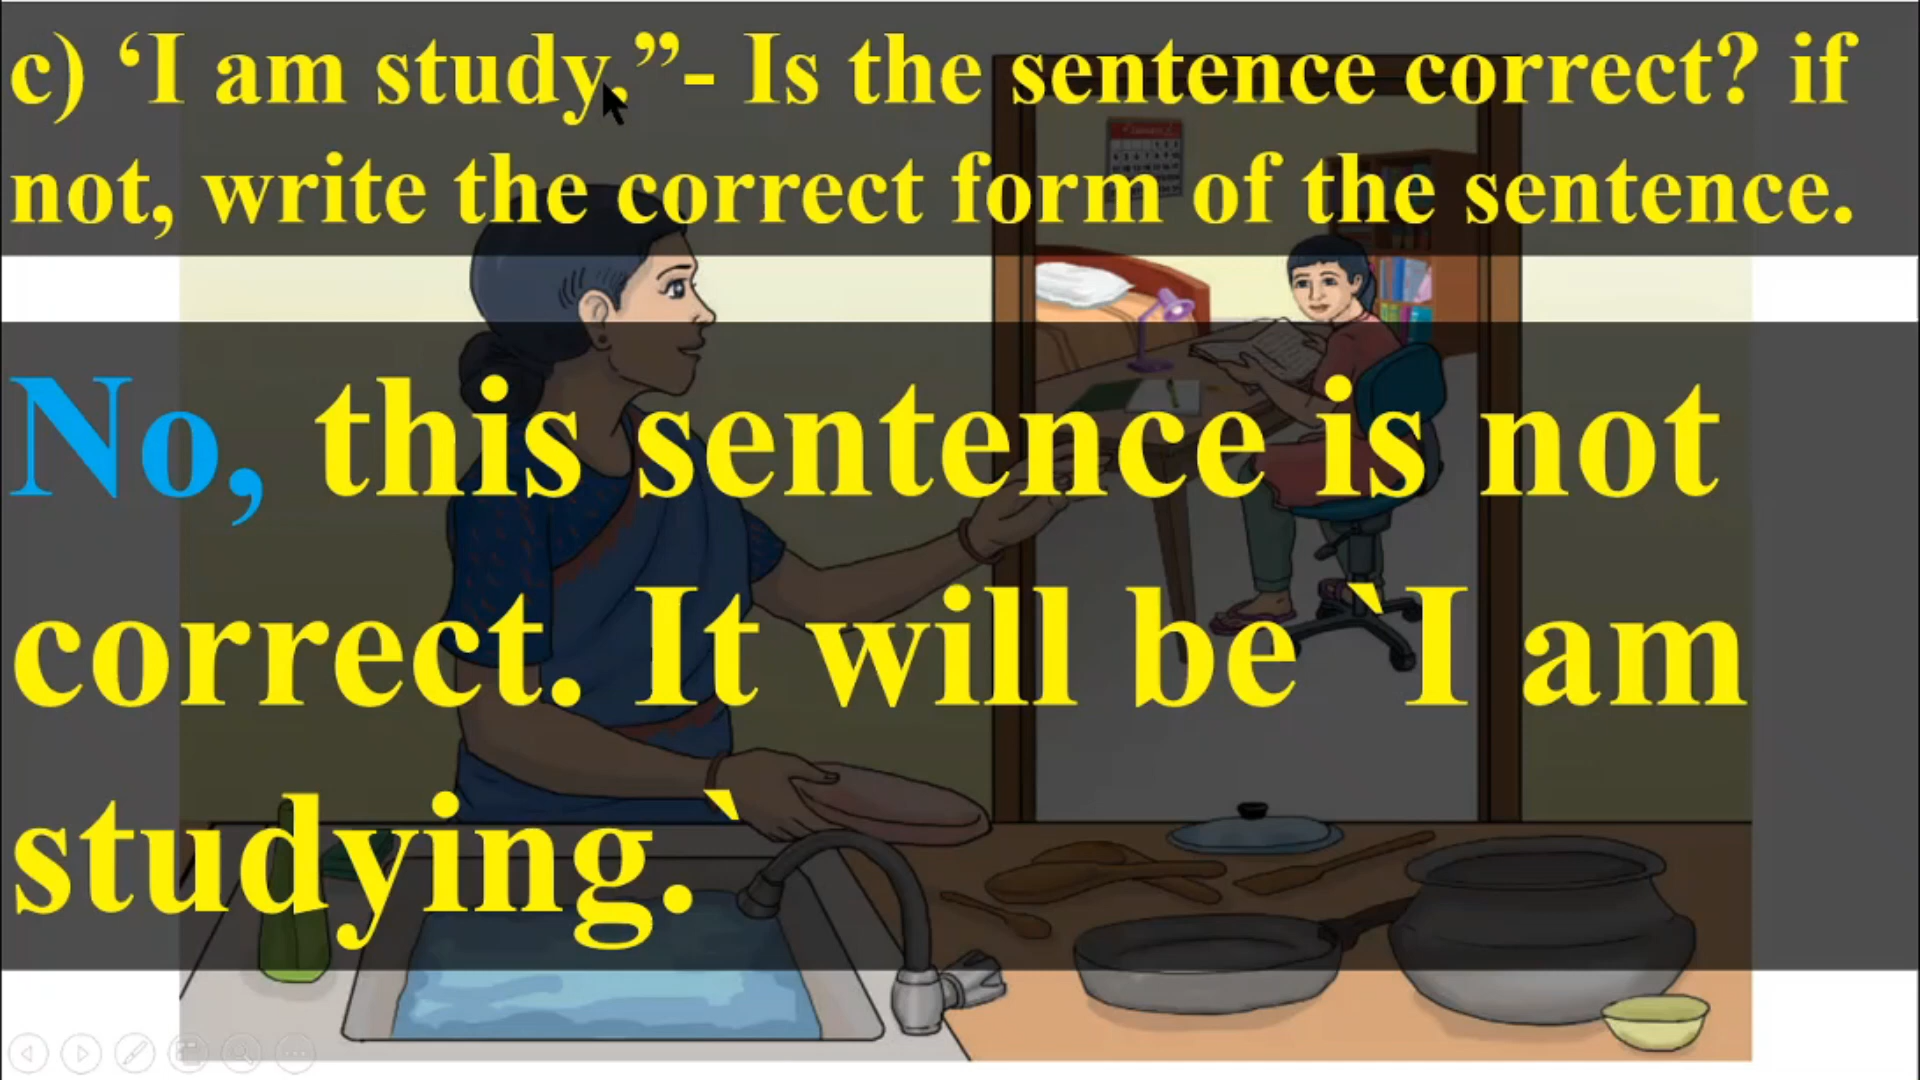 c) ‘I am study.”- Is the sentence correct? if
not, write the correct form of the sentence.
No, this sentence is not
correct. It will be `I am
studying.`